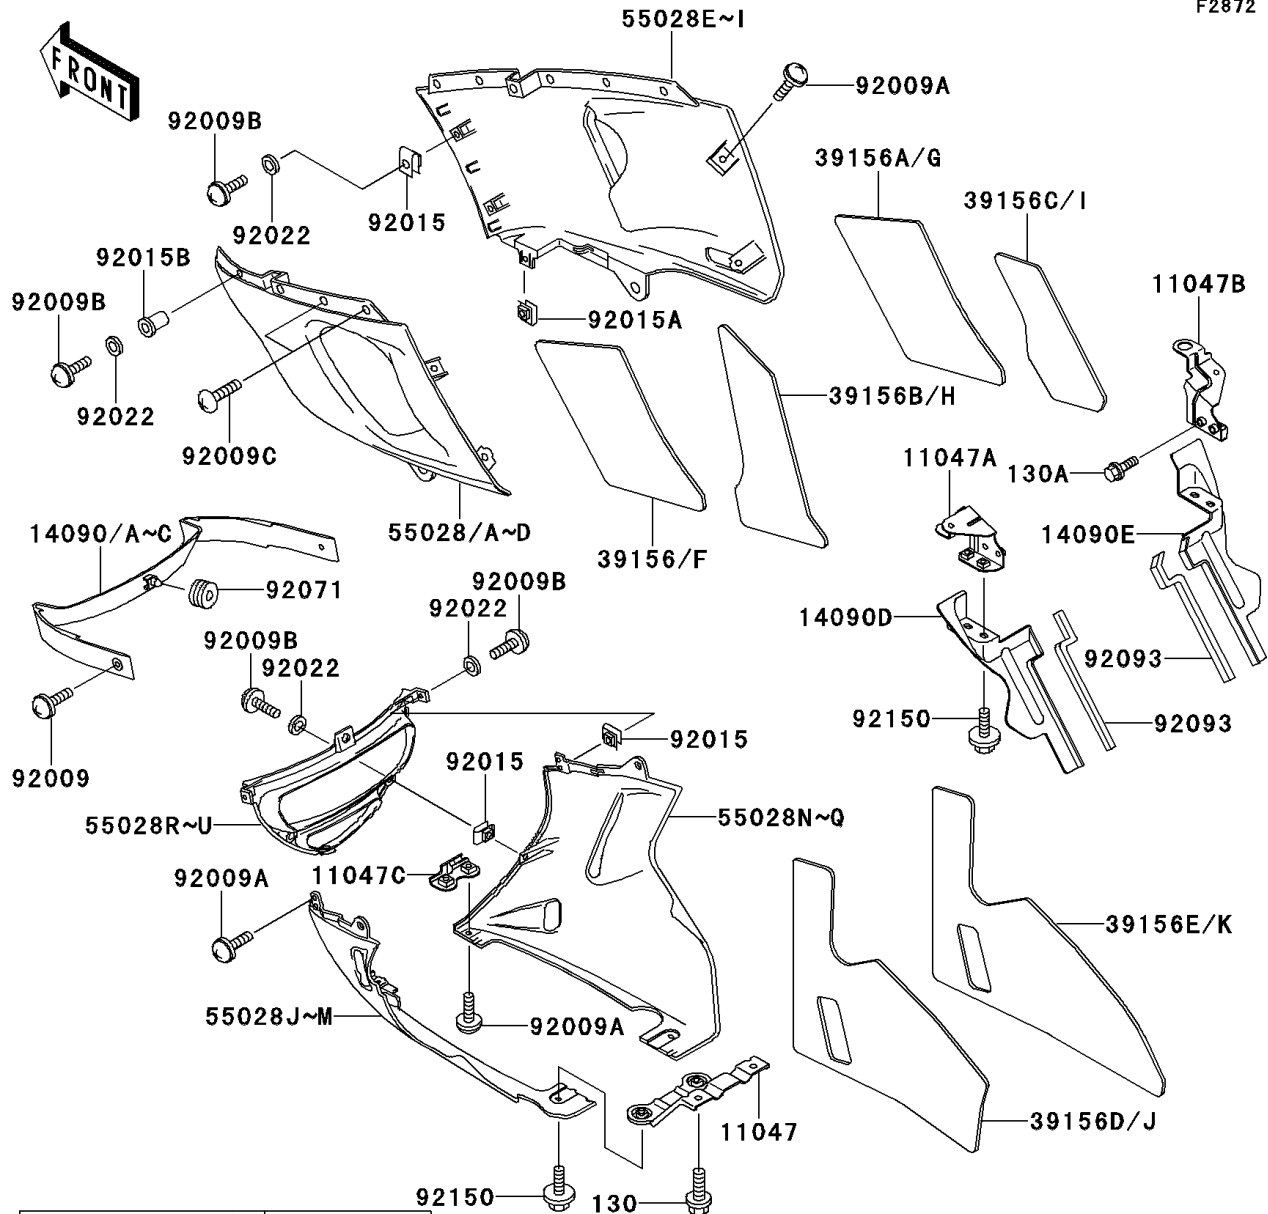 F2872
55028E~I
FRONT
92009A
92009B
39156A/G
39156C/I
92022
92015
92015B
11047B
92009B
92015A
39156B/H
92022
92009C
11047A
130A
55028/A~D
14090/A~C
39156/F
14090E
92009B
92071
92022
14090D
92009B
92022
92093
92150
92093
92015
92009
92015
55028R~U
55028N~Q
92009A
11047C
39156E/K
55028J~M
92009A
39156D/J
11047
92150
130